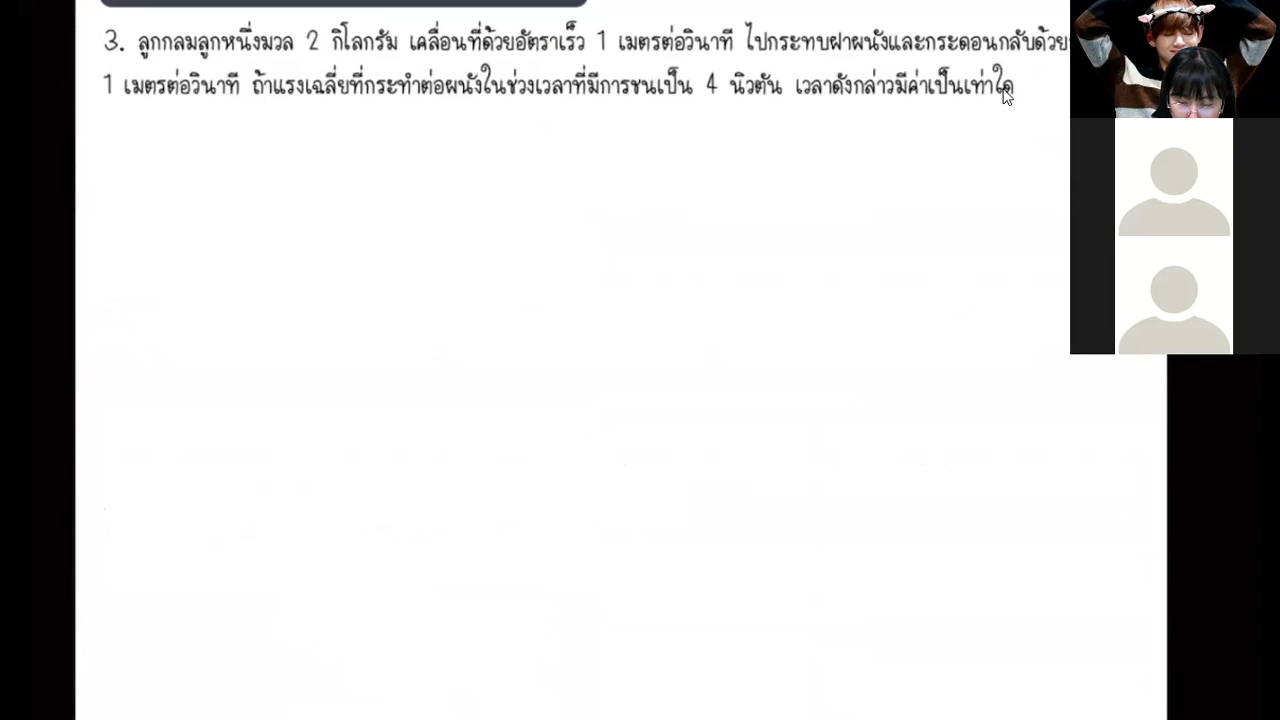 3. ลูกกลมลูกหนึ่งมวล 2 กิโลกรัม เคลื่อนที่ด้วยอัตราเร็ว 1 เมตรต่อวินาที ไปกระทบฝาผนังและกระดอนกลับด้วย
1 เมตรต่อวินาที ถ้าแรงเฉลี่ยที่กระทำต่อผนังในช่วงเวลาที่มีการชนเป็น 4 นิวตัน เวลาดังกล่าวมีค่าเป็นเท่าใด